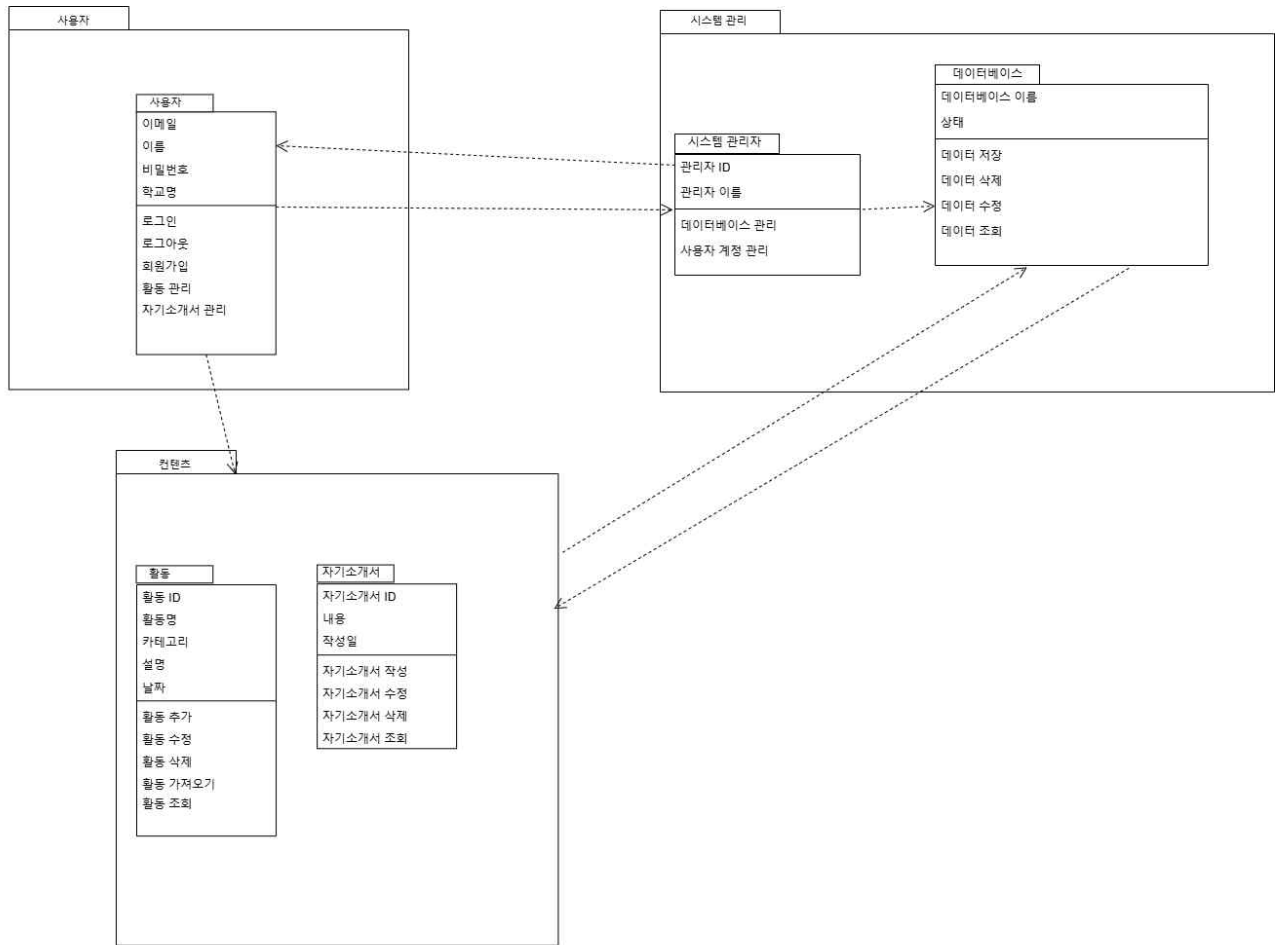 사용자
사용자
이메일
이름
비밀번호
학교명
로그인
로그아웃
회원가입
활동 관리
자기소개서 관리
시스템 관리
시스템 관리자
관리자 ID
관리자 이름
데이터베이스 관리
사용자 계정 관리
데이터베이스
데이터베이스 이름
상태
데이터 저장
데이터 삭제
데이터 수정
데이터 조회
컨텐츠
활동
활동 ID
활동명
카테고리
설명
날짜
활동 추가
활동 수정
활동 삭제
활동 가져오기
활동 조회
자기소개서
자기소개서 ID
내용
작성일
자기소개서 작성
자기소개서 수정
자기소개서 삭제
자기소개서 조회